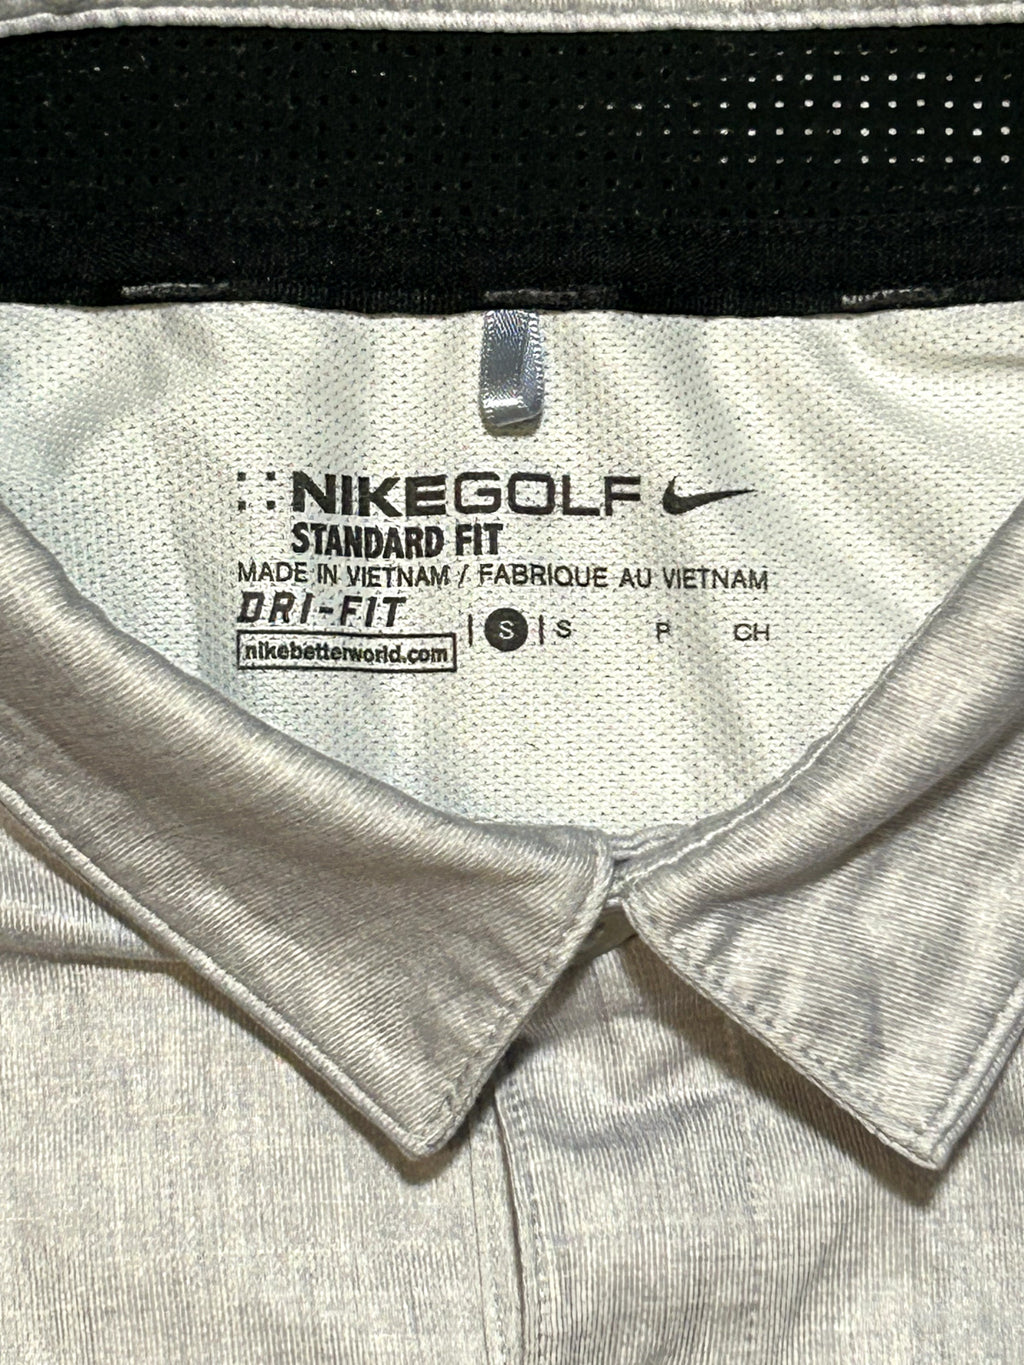 NIKEGOLF
STANDARD FIT
MADE IN VIETNAM / FABRIQUE AU VIETNAM
DRI-FIT
nikebetterworld.com
| S | S P CH